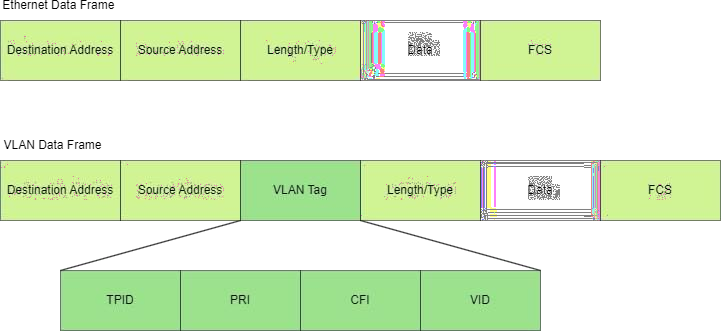 Ethernet Data Frame
Destination Address Source Address Length/Type Data FCS
VLAN Data Frame
Destination Address Source Address VLAN Tag Length/Type Data FCS
TPID PRI CFI VID